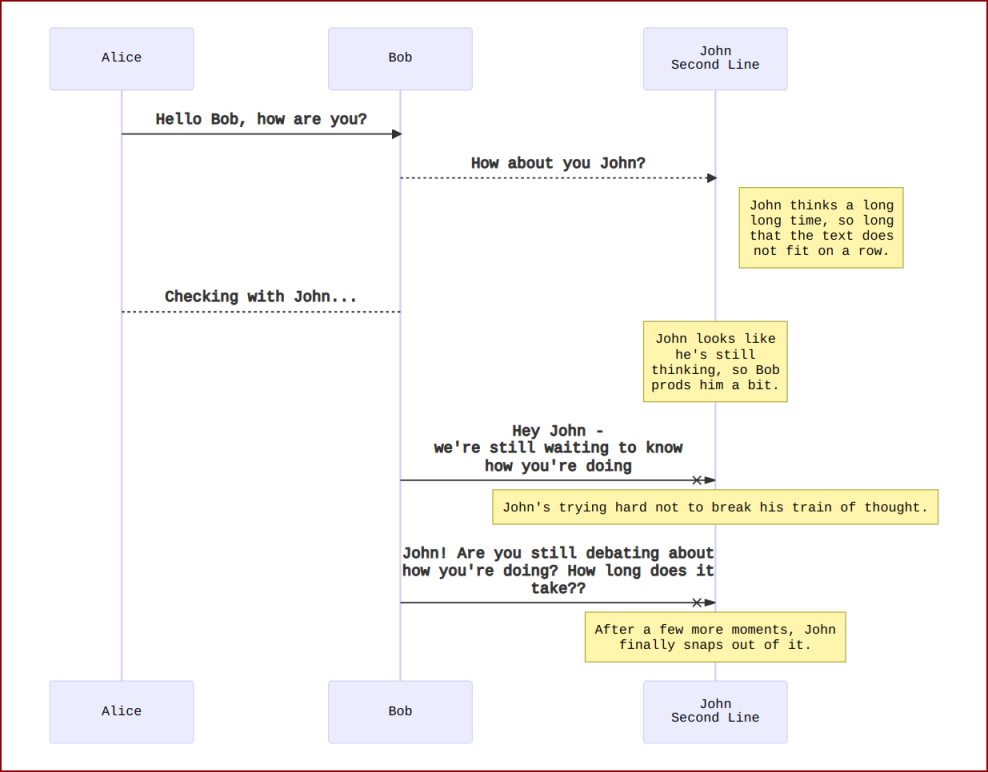 Alice
Bob
John
Second Line
Hello Bob, how are you?
How about you John?
John thinks a long
long time, so long
that the text does
not fit on a row.
Checking with John...
John looks like
he's still
thinking, so Bob
prods him a bit.
Hey John -
we're still waiting to know
how you're doing
John's trying hard not to break his train of thought.
John! Are you still debating about
how you're doing? How long does it
take??
After a few more moments, John
finally snaps out of it.
Alice
Bob
John
Second Line